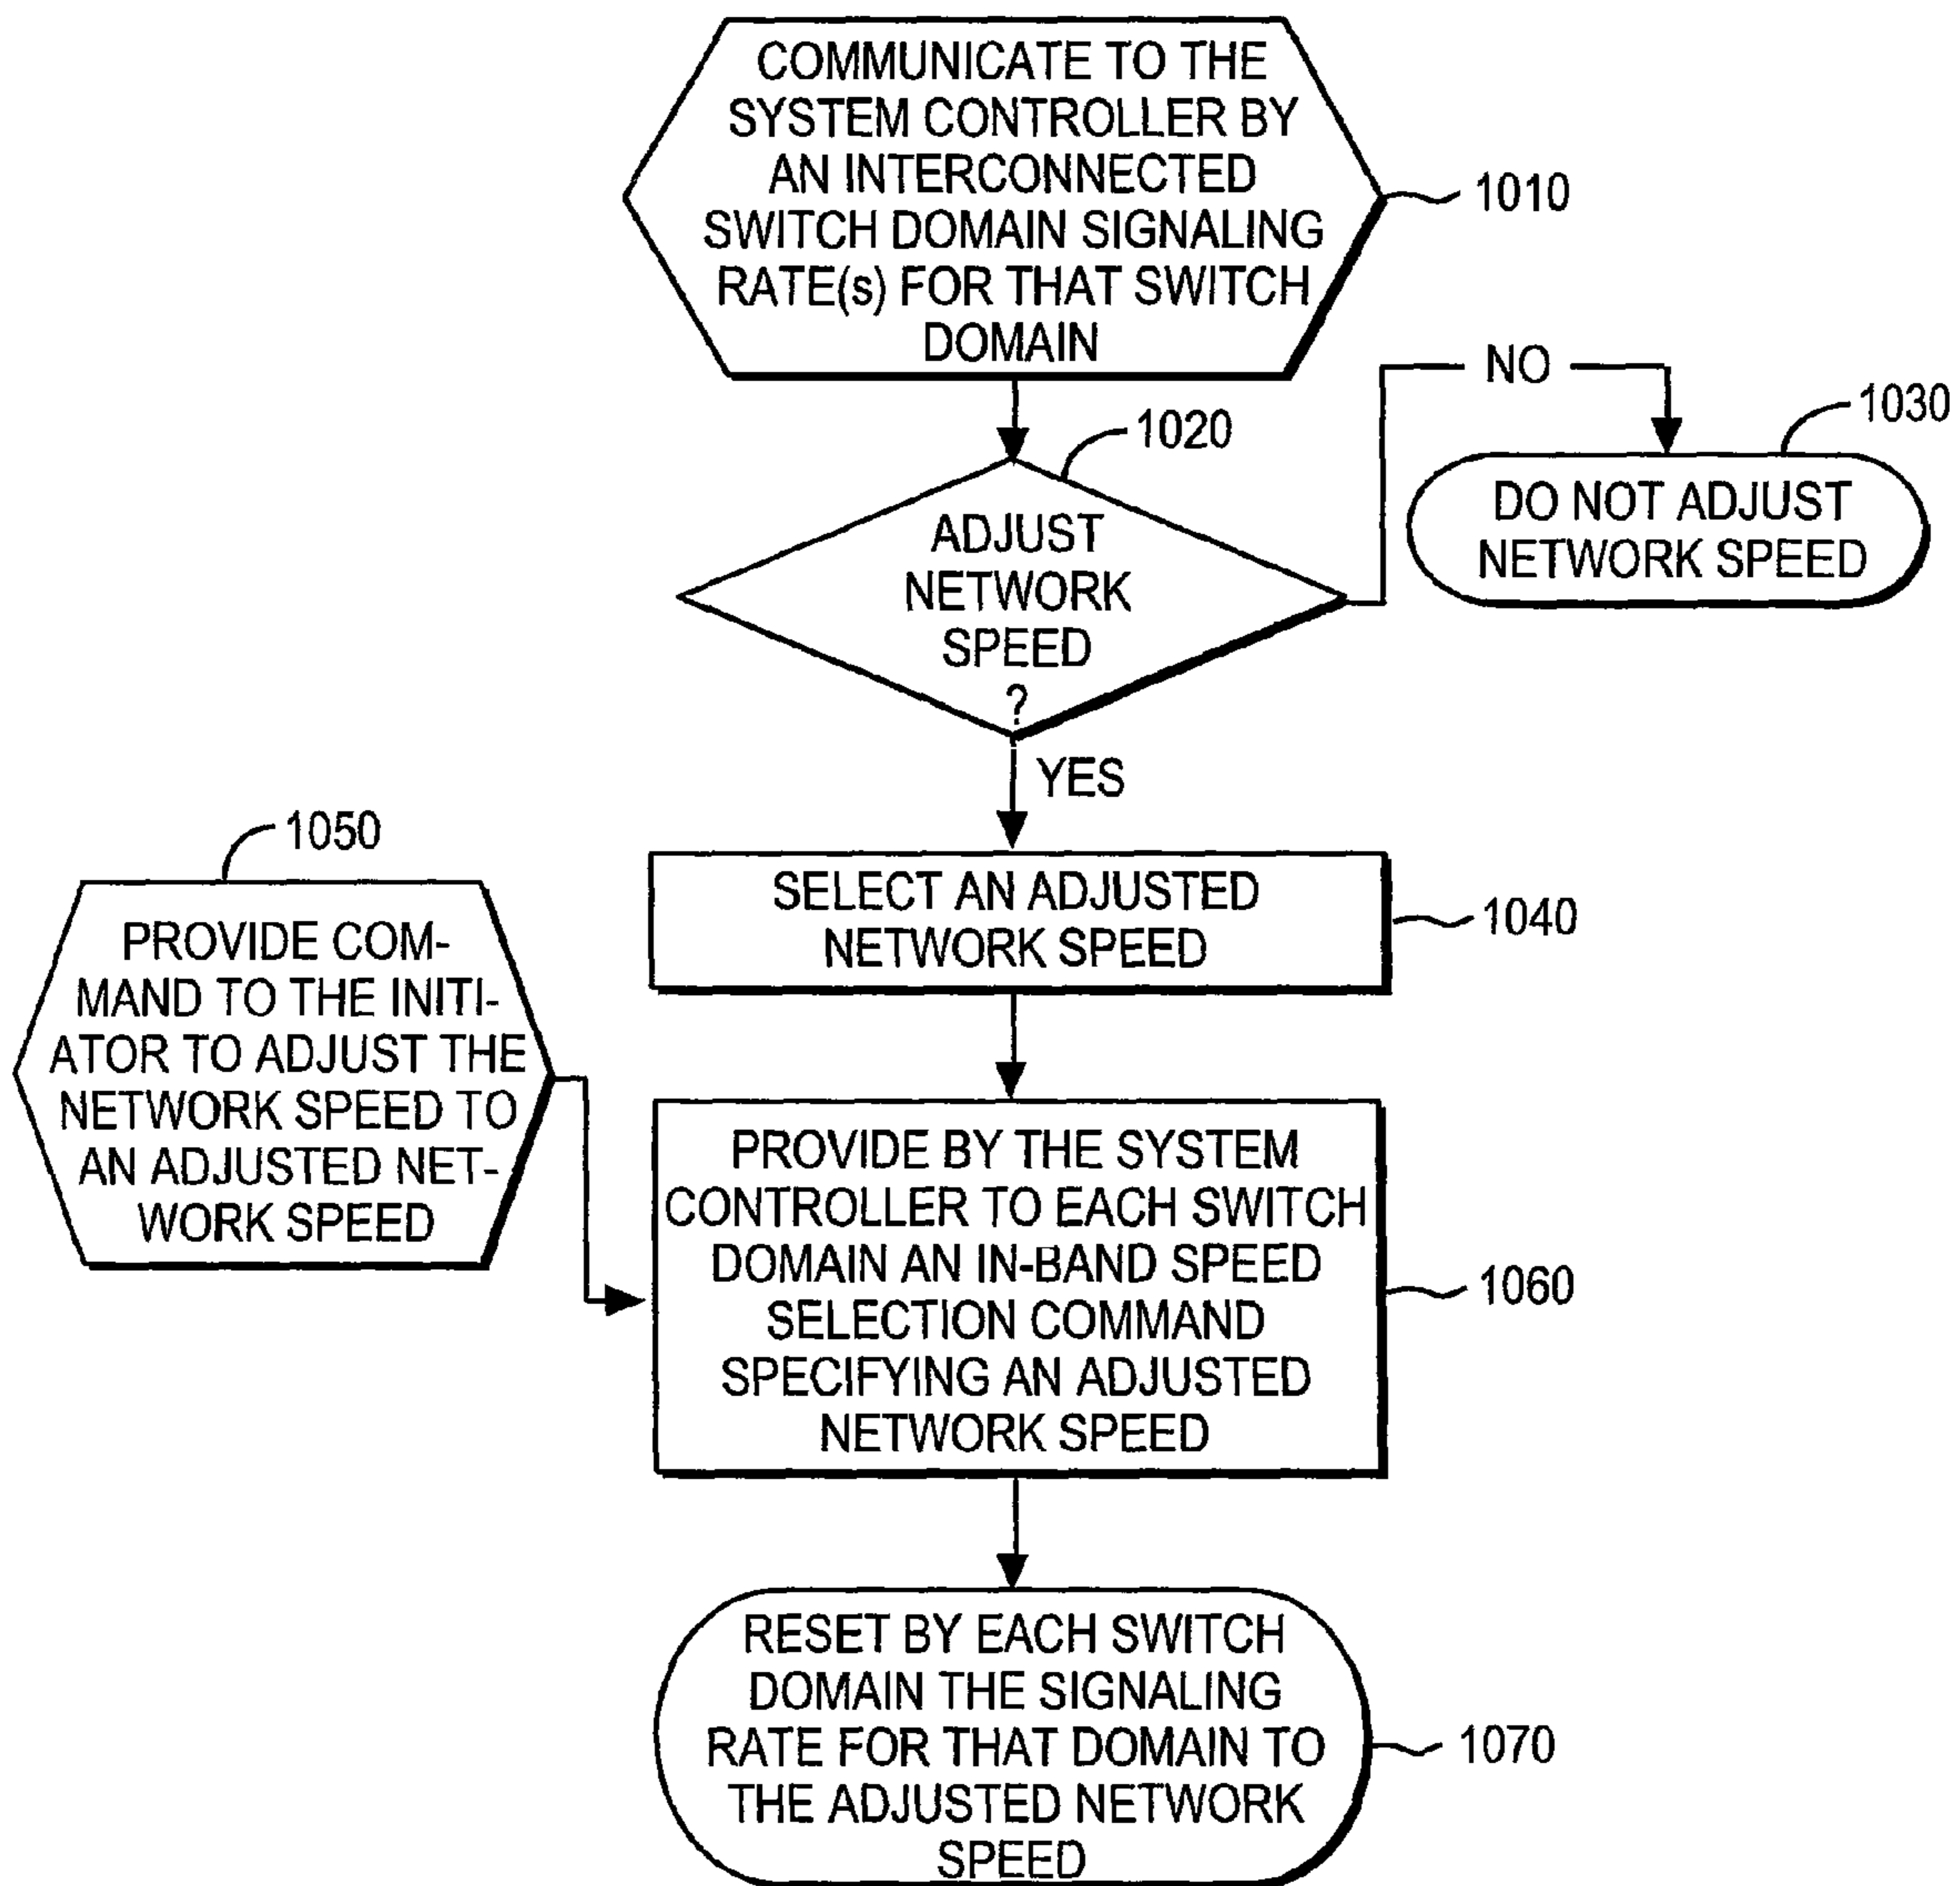 COMMUNICATE TO THE
SYSTEM CONTROLLER BY
AN INTERCONNECTED
SWITCH DOMAIN SIGNALING
RATE(s) FOR THAT SWITCH
DOMAIN
1010
NO
1020
1030
DO NOT ADJUST
NETWORK SPEED
ADJUST
NETWORK
SPEED
?
YES
1050
SELECT AN ADJUSTED
NETWORK SPEED
1040
PROVIDE COM-
MAND TO THE INITI-
ATOR TO ADJUST THE
NETWORK SPEED TO
AN ADJUSTED NET-
WORK SPEED
PROVIDE BY THE SYSTEM
CONTROLLER TO EACH SWITCH
DOMAIN AN IN-BAND SPEED
SELECTION COMMAND
SPECIFYING AN ADJUSTED
NETWORK SPEED
1060
RESET BY EACH SWITCH
DOMAIN THE SIGNALING
RATE FOR THAT DOMAIN TO
THE ADJUSTED NETWORK
SPEED
1070